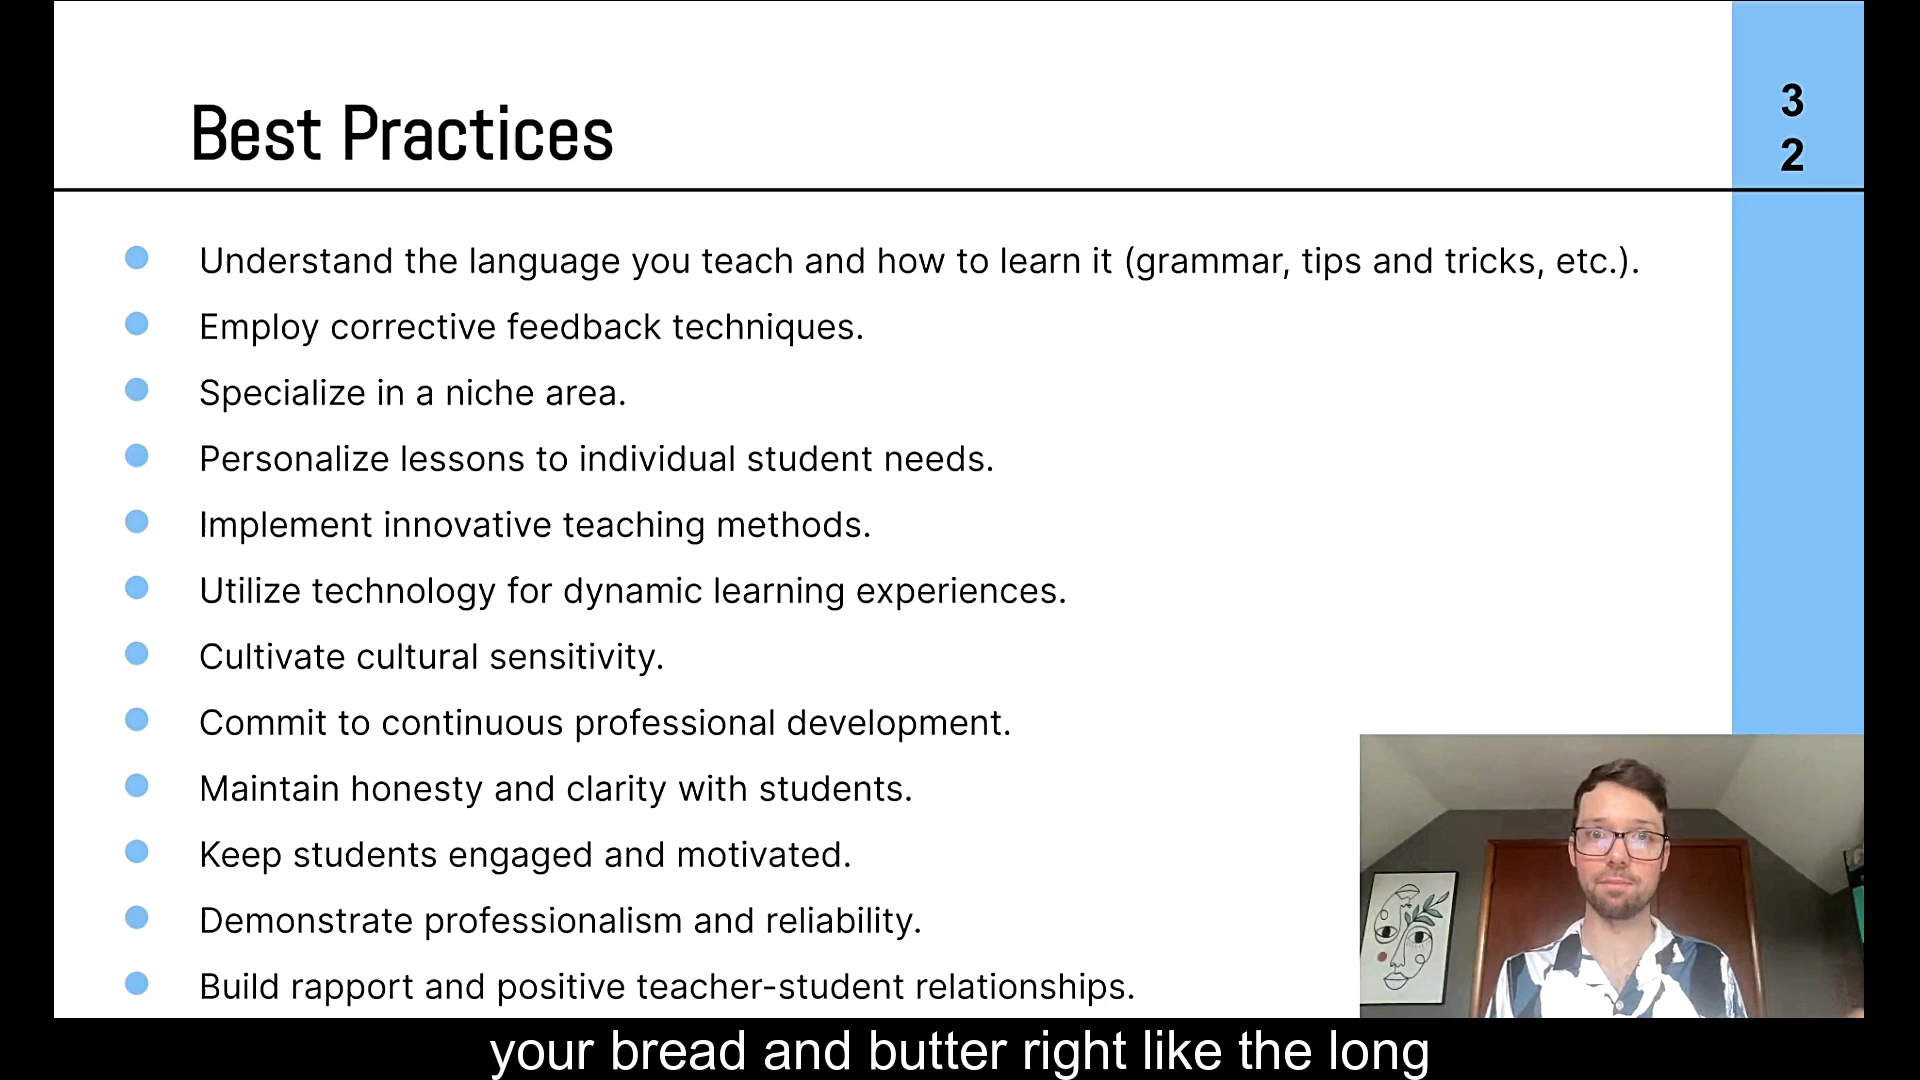 Best Practices
3
2
Understand the language you teach and how to learn it (grammar, tips and tricks, etc.).
Employ corrective feedback techniques.
Specialize in a niche area.
Personalize lessons to individual student needs.
Implement innovative teaching methods.
Utilize technology for dynamic learning experiences.
Cultivate cultural sensitivity.
Commit to continuous professional development.
Maintain honesty and clarity with students.
Keep students engaged and motivated.
Demonstrate professionalism and reliability.
Build rapport and positive teacher-student relationships.
your bread and butter right like the long